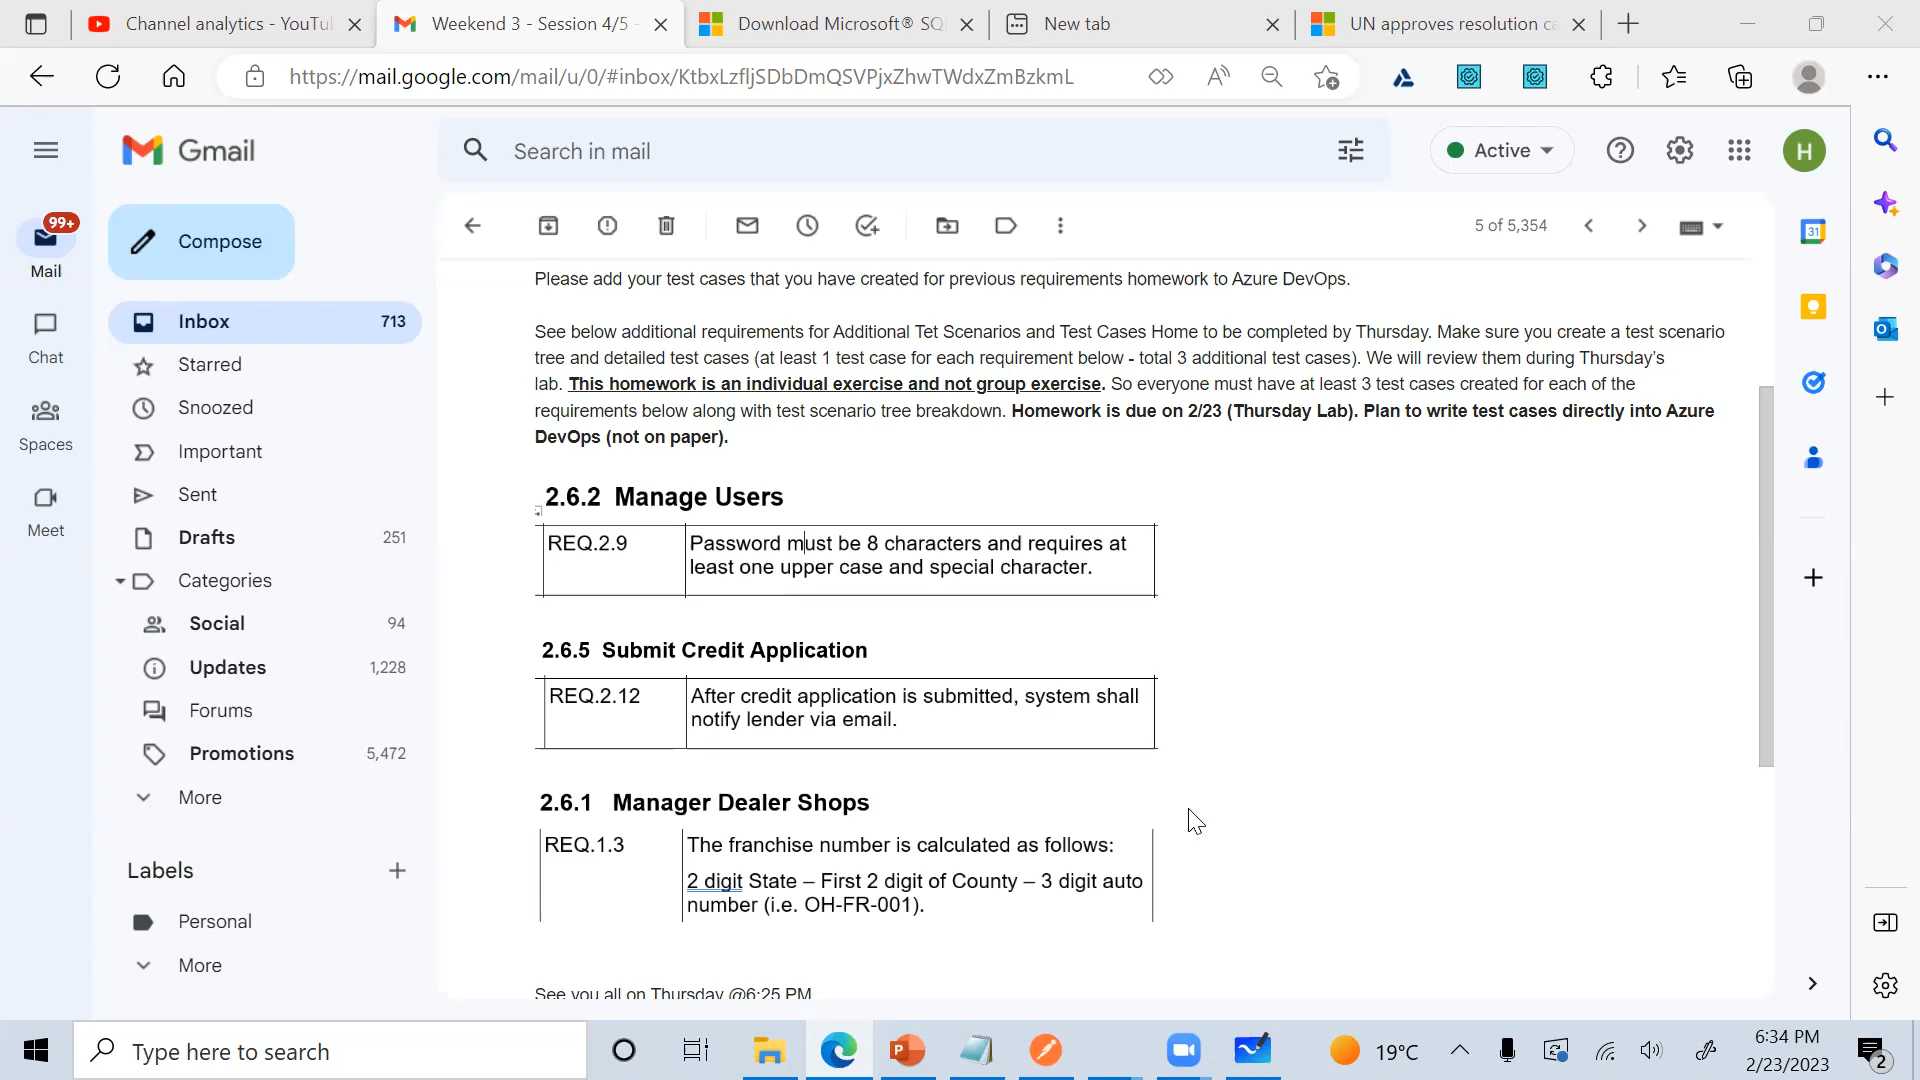 Channel analytics - YouTu
Weekend 3 - Session 4/5 -
Download Microsoft® SQ
New tab
UN approves resolution ca
https://mail.google.com/mail/u/0/#inbox/KtbxLzfljSDbDmQSVPjxZhwTWdxZmBzkmL
Gmail
Search in mail
Active
H
99+
Mail
Chat
Spaces
Meet
Compose
Inbox 713
Starred
Snoozed
Important
Sent
Drafts 251
Categories
Social 94
Updates 1,228
Forums
Promotions 5,472
More
Labels
Personal
More
5 of 5,354
31
Please add your test cases that you have created for previous requirements homework to Azure DevOps.
See below additional requirements for Additional Tet Scenarios and Test Cases Home to be completed by Thursday. Make sure you create a test scenario
tree and detailed test cases (at least 1 test case for each requirement below - total 3 additional test cases). We will review them during Thursday's
lab. This homework is an individual exercise and not group exercise. So everyone must have at least 3 test cases created for each of the
requirements below along with test scenario tree breakdown. Homework is due on 2/23 (Thursday Lab). Plan to write test cases directly into Azure
DevOps (not on paper).
2.6.2 Manage Users
REQ.2.9 Password must be 8 characters and requires at
least one upper case and special character.
2.6.5 Submit Credit Application
REQ.2.12 After credit application is submitted, system shall
notify lender via email.
2.6.1 Manager Dealer Shops
REQ.1.3 The franchise number is calculated as follows:
2 digit State – First 2 digit of County – 3 digit auto
number (i.e. OH-FR-001).
See you all on Thursday @6:25 PM
Type here to search
19°C
6:34 PM
2/23/2023
2